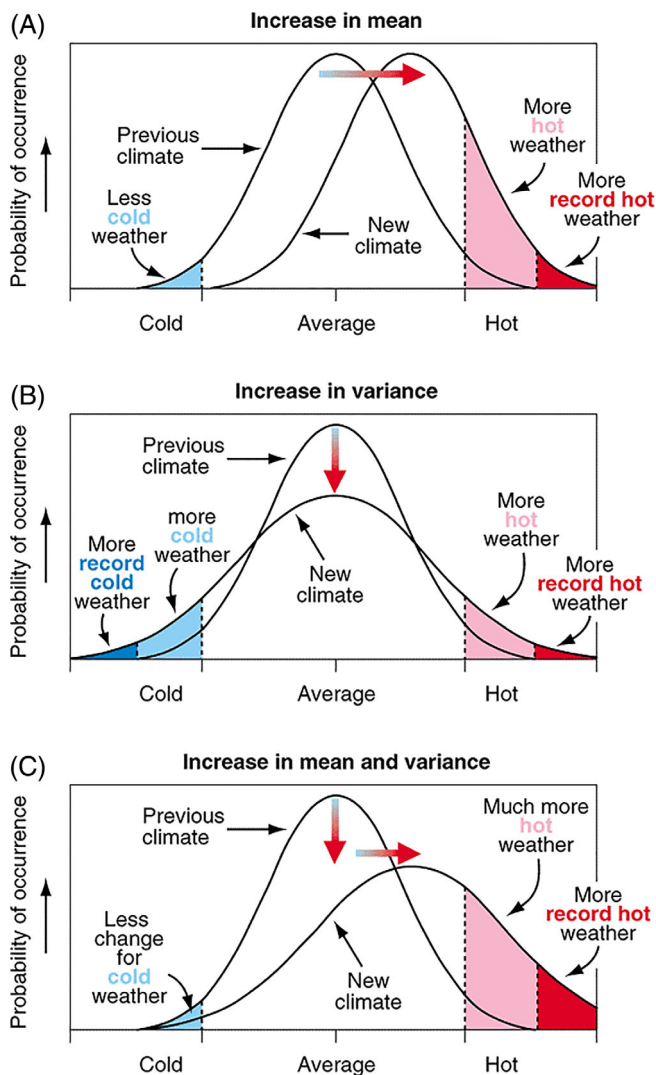 (A)
Increase in mean
Probability of occurrence
Previous
climate
Less
cold
weather
New
climate
More
hot
weather
More
record hot
weather
Cold
Average
Hot
(B)
Increase in variance
Probability of occurrence
Previous
climate
more
cold
weather
More
record
cold
weather
New
climate
More
hot
weather
More
record hot
weather
Cold
Average
Hot
(C)
Increase in mean and variance
Probability of occurrence
Previous
climate
Less
change
for
cold
weather
New
climate
Much more
hot
weather
More
record hot
weather
Cold
Average
Hot